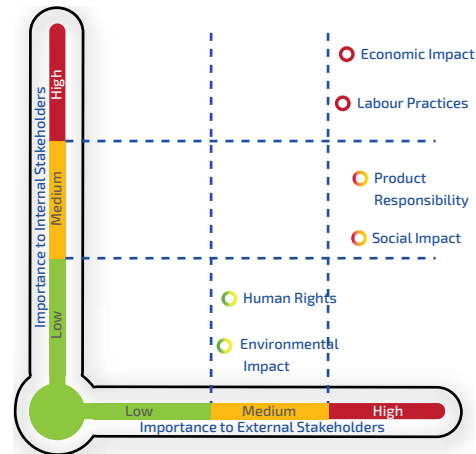 Importance to Internal Stakeholders
High
Medium
Low
Economic Impact
Labour Practices
Product
Responsibility
Social Impact
Human Rights
Environmental
Impact
Low
Medium
High
Importance to External Stakeholders